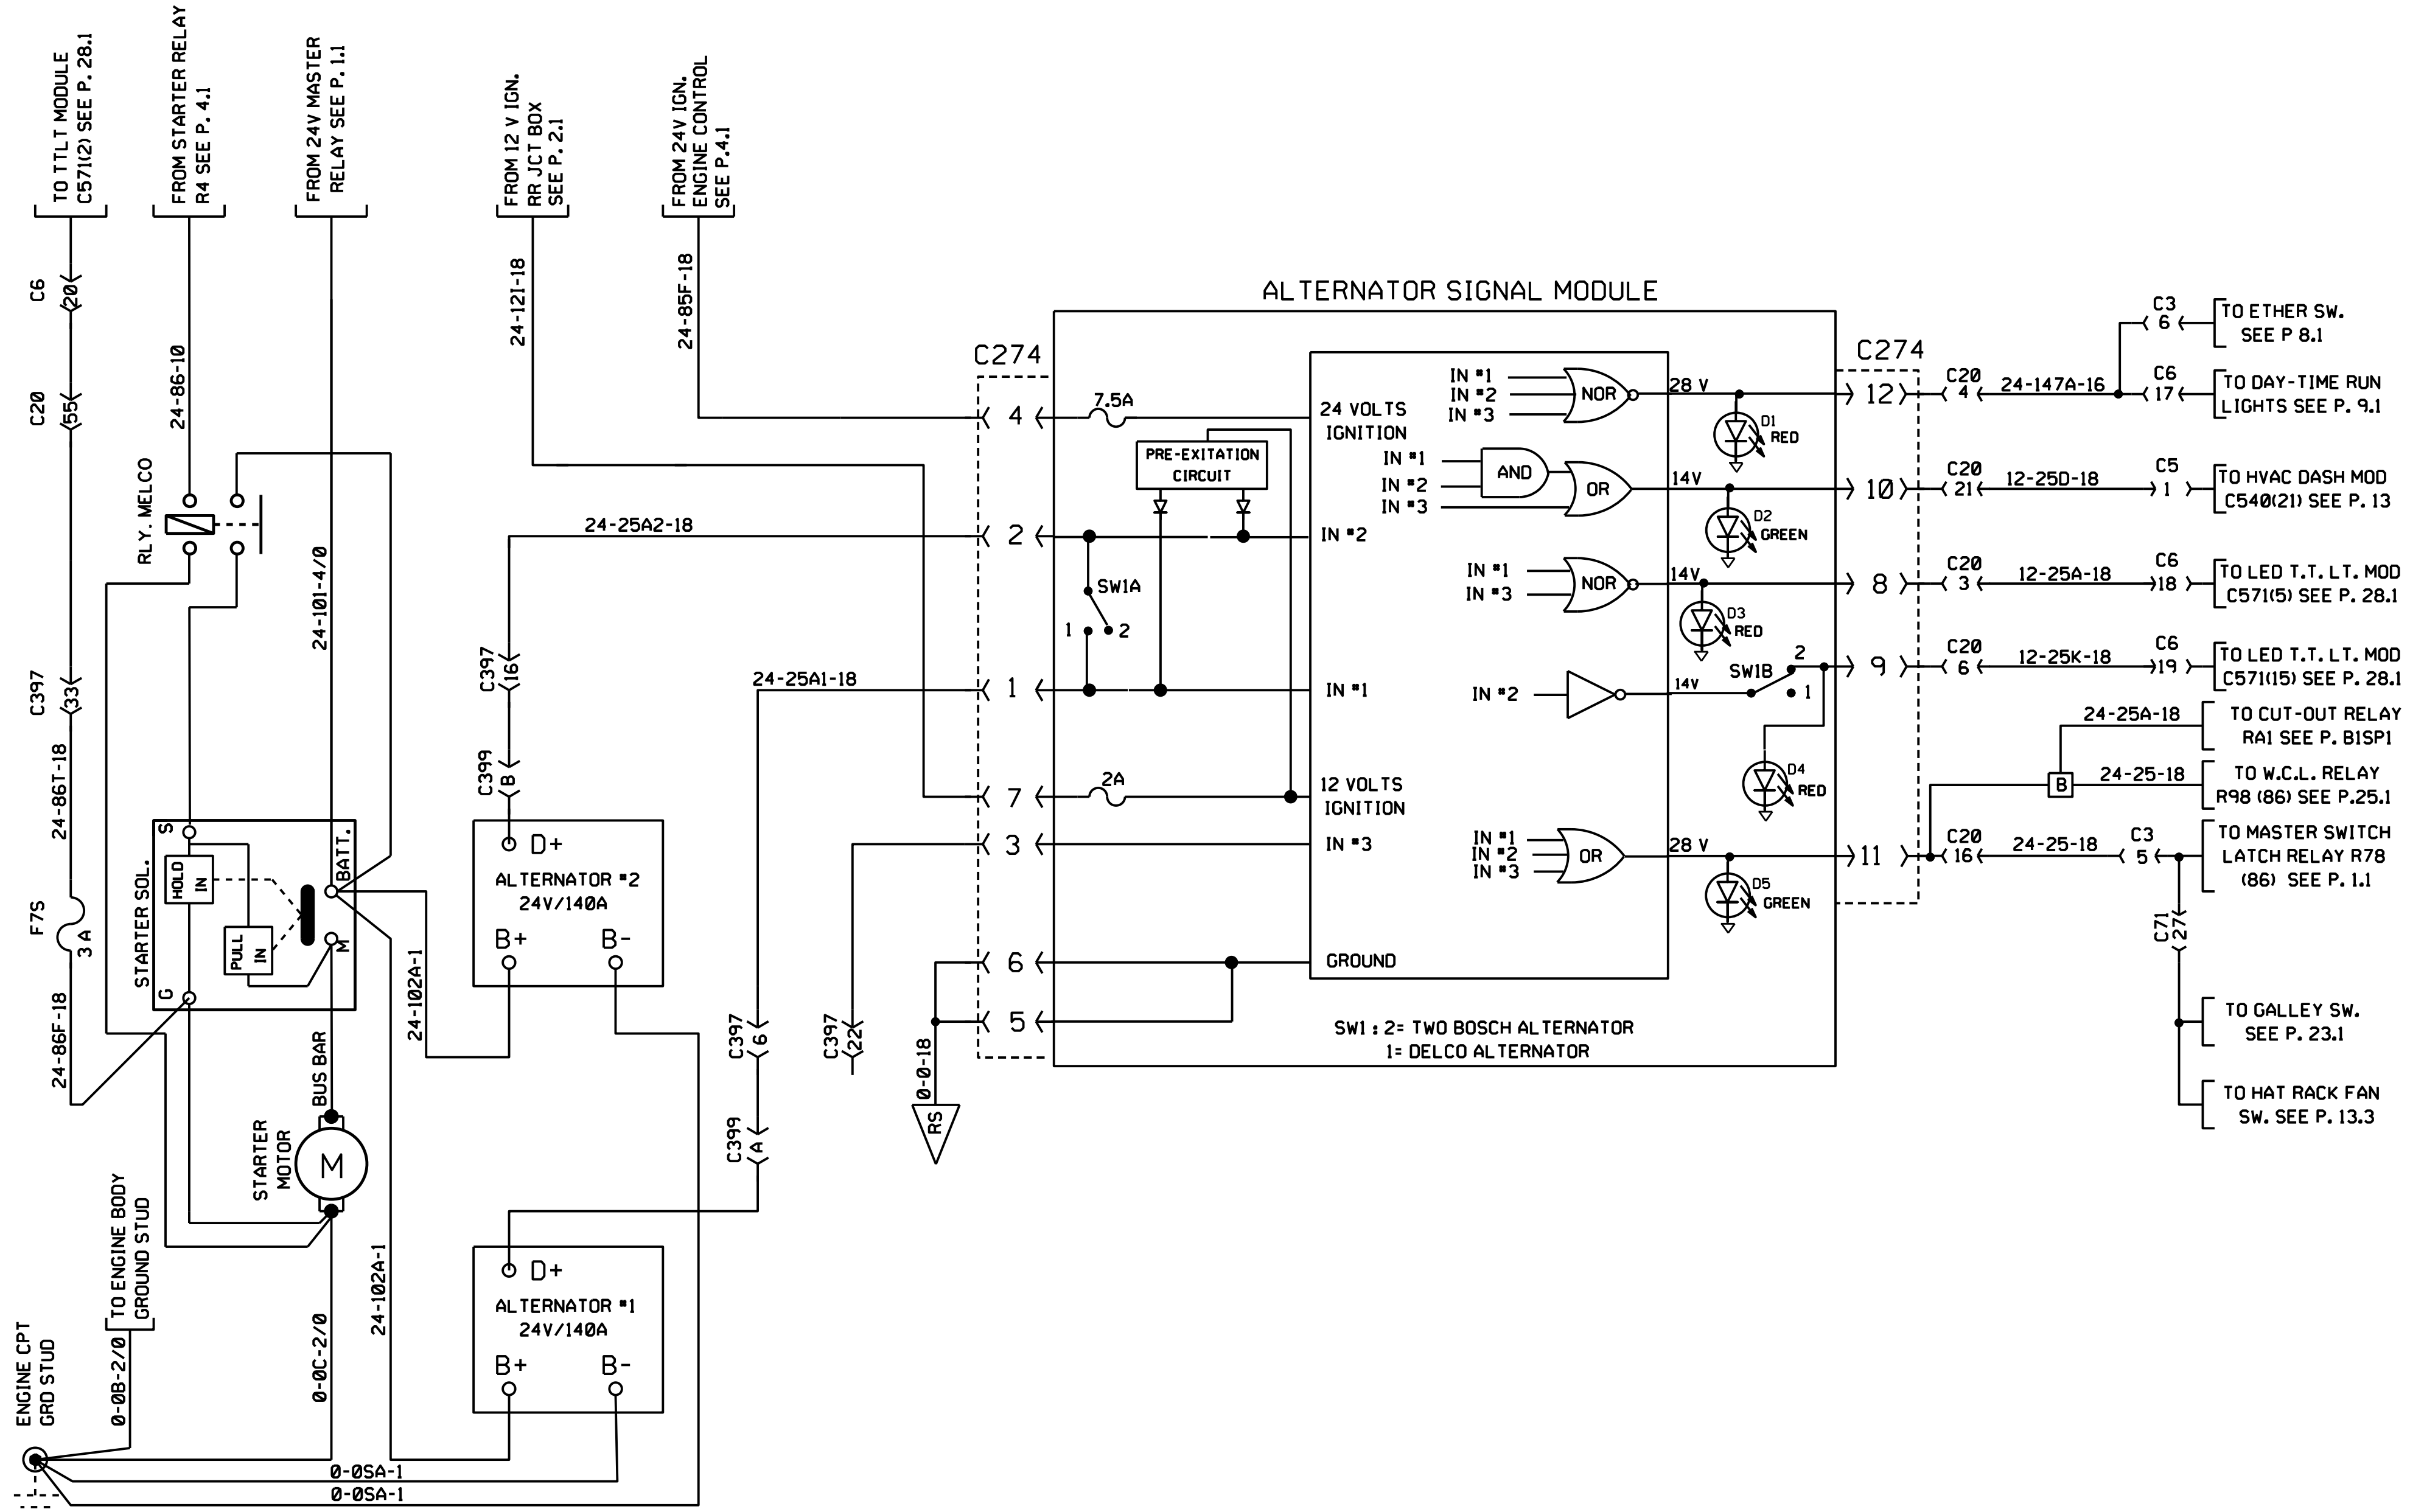 TO TTLT MODULE
C571(2) SEE P. 28.1
FROM STARTER RELAY
R4 SEE P. 4.1
FROM 24V MASTER
RELAY SEE P. 1.1
FROM 12 V IGN.
RR JCT BOX
SEE P. 2.1
FROM 24V IGN.
ENGINE CONTROL
SEE P.4.1
C6
20
C20
55
C397
33
24-86T-18
F7S
3 A
24-86F-18
24-86-10
RLY. MELCO
24-101-4/0
24-12I-18
24-85F-18
STARTER SOL.
S
HOLD
IN
PULL
IN
G
BATT.
M
BUS BAR
STARTER
MOTOR
M
TO ENGINE BODY
GROUND STUD
ENGINE CPT
GRD STUD
0-0B-2/0
0-0C-2/0
24-102A-1
24-102A-1
0-0SA-1
0-0SA-1
24-25A2-18
C397
16
C399
B
D+
ALTERNATOR #2
24V/140A
B+ B-
24-25A1-18
C397
6
C399
A
D+
ALTERNATOR #1
24V/140A
B+ B-
C397
22
0-0-18
RS
ALTERNATOR SIGNAL MODULE
C274
4
2
1
7
3
6
5
7.5A
PRE-EXITATION
CIRCUIT
SW1A
1 2
2A
24 VOLTS
IGNITION
IN #2
IN #1
12 VOLTS
IGNITION
IN #3
GROUND
IN #1
IN #2
IN #3
NOR
28 V
D1
RED
IN #1
IN #2
IN #3
AND
OR
14V
D2
GREEN
IN #1
IN #3
NOR
14V
D3
RED
IN #2
14V
SW1B
2
1
D4
RED
IN #1
IN #2
IN #3
OR
28 V
D5
GREEN
SW1 : 2= TWO BOSCH ALTERNATOR
1= DELCO ALTERNATOR
C274
12
10
8
9
11
C20
4
24-147A-16
C3
6
TO ETHER SW.
SEE P 8.1
C6
17
TO DAY-TIME RUN
LIGHTS SEE P. 9.1
C20
21
12-25D-18
C5
1
TO HVAC DASH MOD
C540(21) SEE P. 13
C20
3
12-25A-18
C6
18
TO LED T.T. LT. MOD
C571(5) SEE P. 28.1
C20
6
12-25K-18
C6
19
TO LED T.T. LT. MOD
C571(15) SEE P. 28.1
24-25A-18
TO CUT-OUT RELAY
RA1 SEE P. B1SP1
B
24-25-18
TO W.C.L. RELAY
R98 (86) SEE P.25.1
C20
16
24-25-18
C3
5
TO MASTER SWITCH
LATCH RELAY R78
(86) SEE P. 1.1
C71
27
TO GALLEY SW.
SEE P. 23.1
TO HAT RACK FAN
SW. SEE P. 13.3